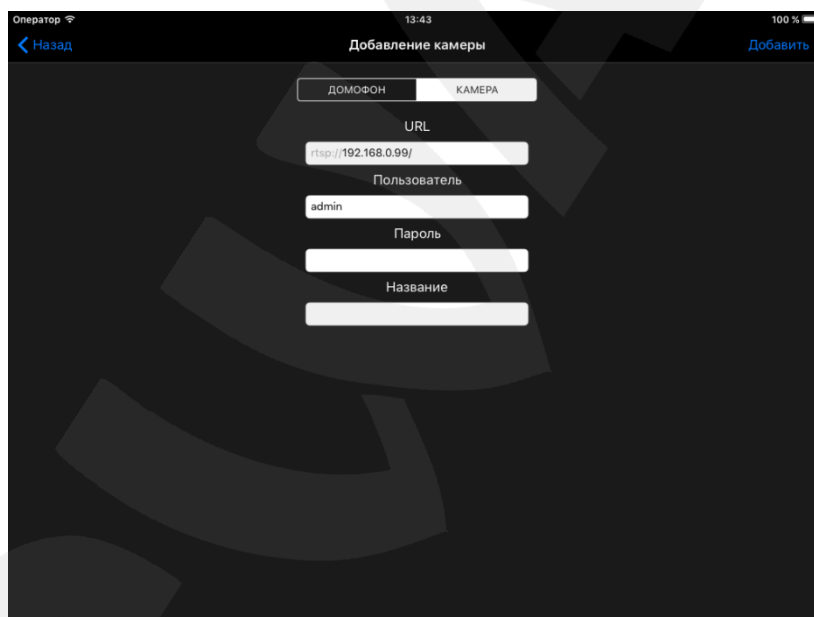 Оператор 13:43 100 %
Назад Добавление камеры Добавить
ДОМОФОН КАМЕРА
URL
rtsp://192.168.0.99/
Пользователь
admin
Пароль
Название